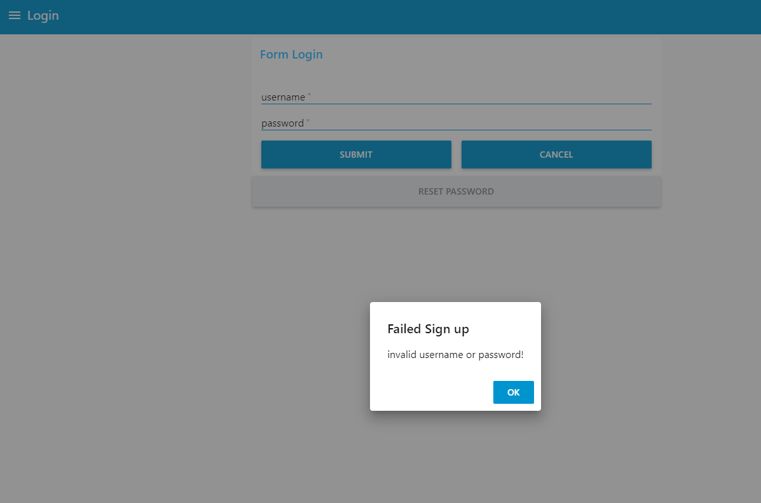 Login
Form Login
username *
password *
SUBMIT CANCEL
RESET PASSWORD
Failed Sign up
invalid username or password!
OK